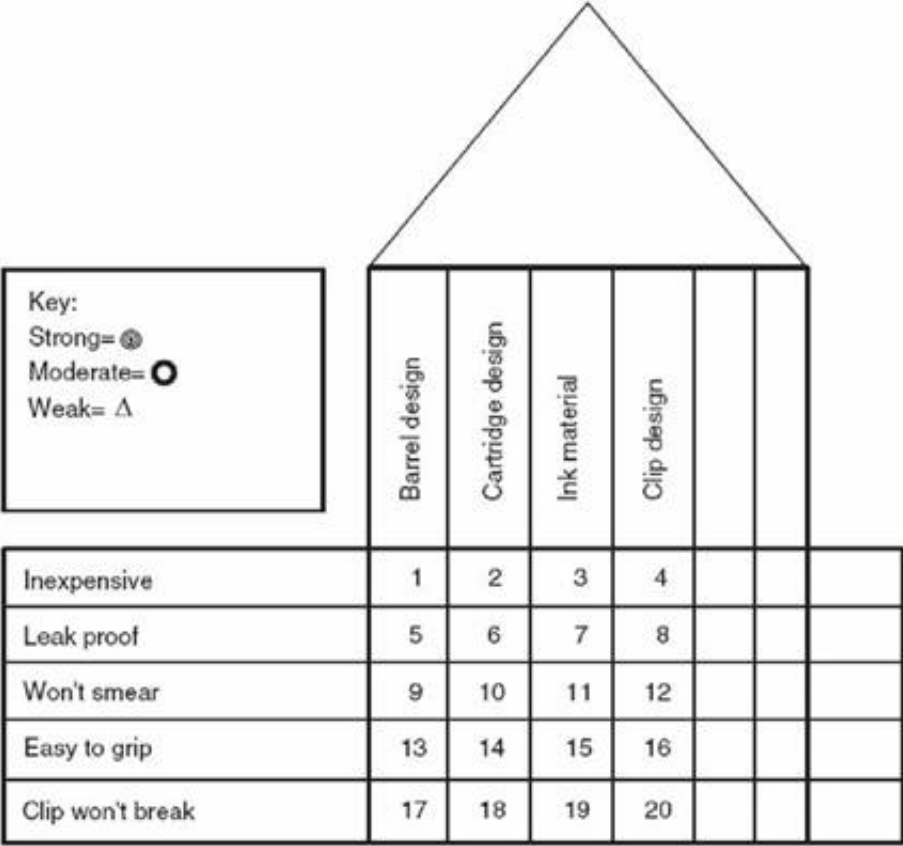 Key:
Strong= ◎
Moderate= O
Weak= Δ
Barrel design
Cartridge design
Ink material
Clip design
Inexpensive 1 2 3 4
Leak proof 5 6 7 8
Won't smear 9 10 11 12
Easy to grip 13 14 15 16
Clip won't break 17 18 19 20